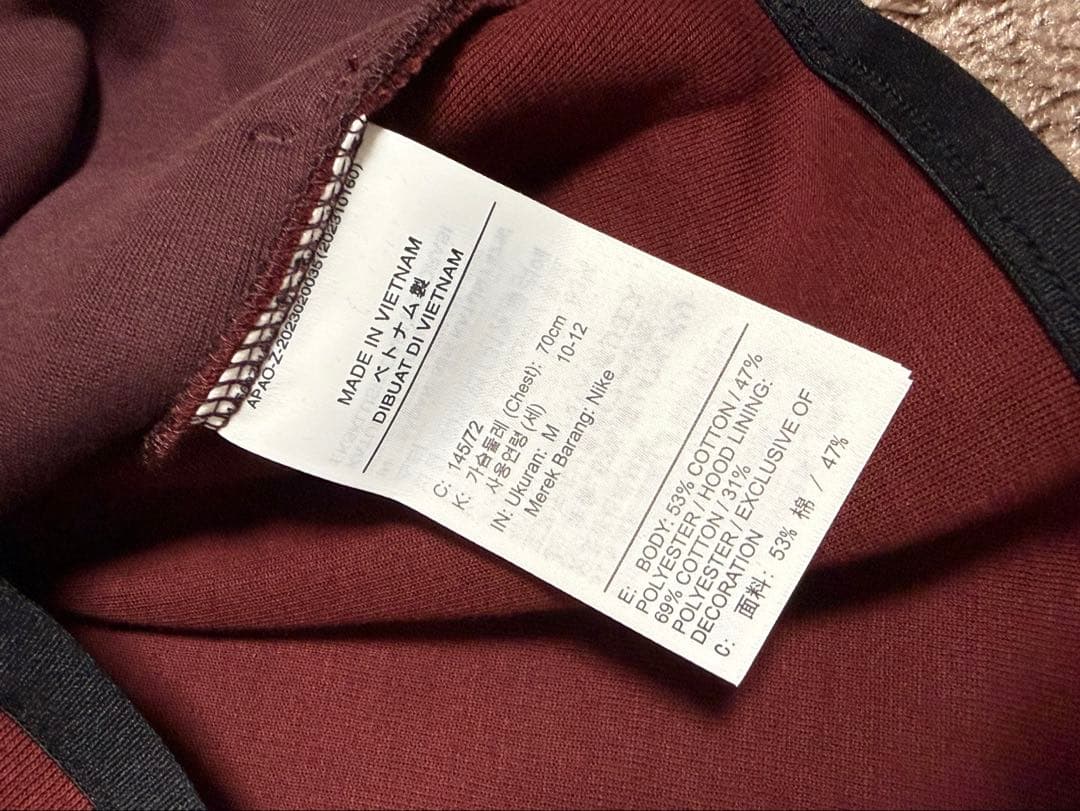 APAO-Z-2023020035(202310160)
MADE IN VIETNAM
ベトナム製
DIBUAT DI VIETNAM
C: 145/72
K: 가슴둘레 (Chest): 70cm
사용연령 (세) 10-12
IN: Ukuran: M
Merek Barang: Nike
E: BODY: 53% COTTON / 47%
POLYESTER / HOOD LINING:
69% COTTON / 31%
POLYESTER / EXCLUSIVE OF
DECORATION
C: 面料: 53% 棉 / 47%